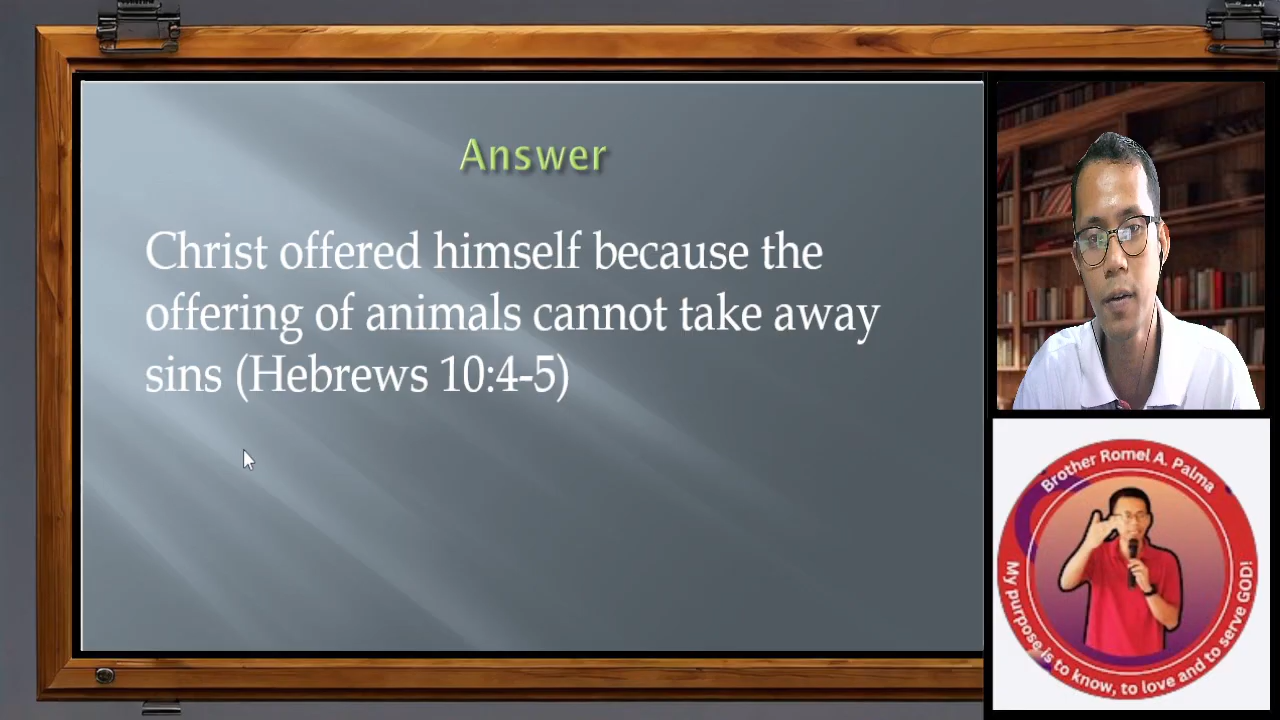 Answer
Christ offered himself because the
offering of animals cannot take away
sins (Hebrews 10:4-5)
Brother Romel A. Palma
My purpose is to know, to love and to serve GOD!